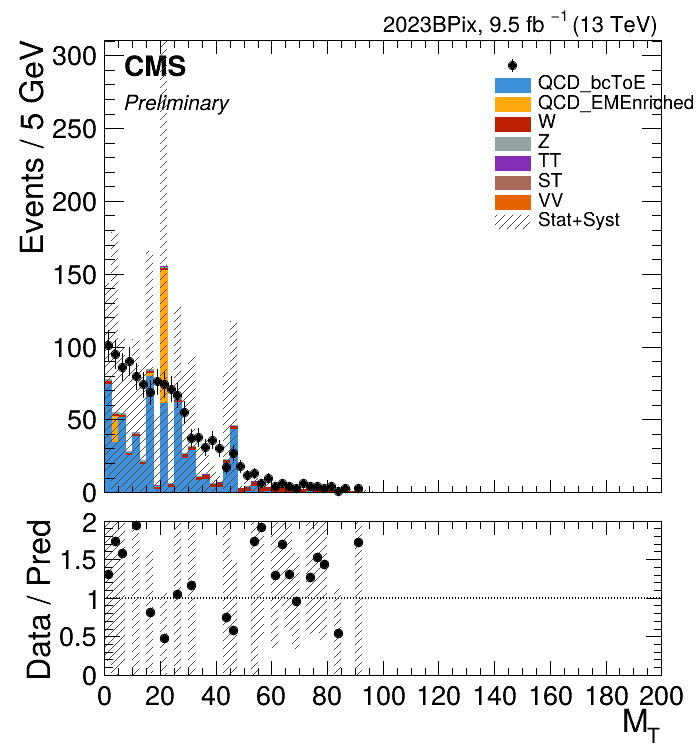 2023BPix, 9.5 fb⁻¹ (13 TeV)
CMS
Preliminary
Events / 5 GeV
300
250
200
150
100
50
0
QCD_bcToE
QCD_EMEnriched
W
Z
TT
ST
VV
Stat+Syst
Data / Pred
2
1.5
1
0.5
0
0 20 40 60 80 100 120 140 160 180 200
M_T